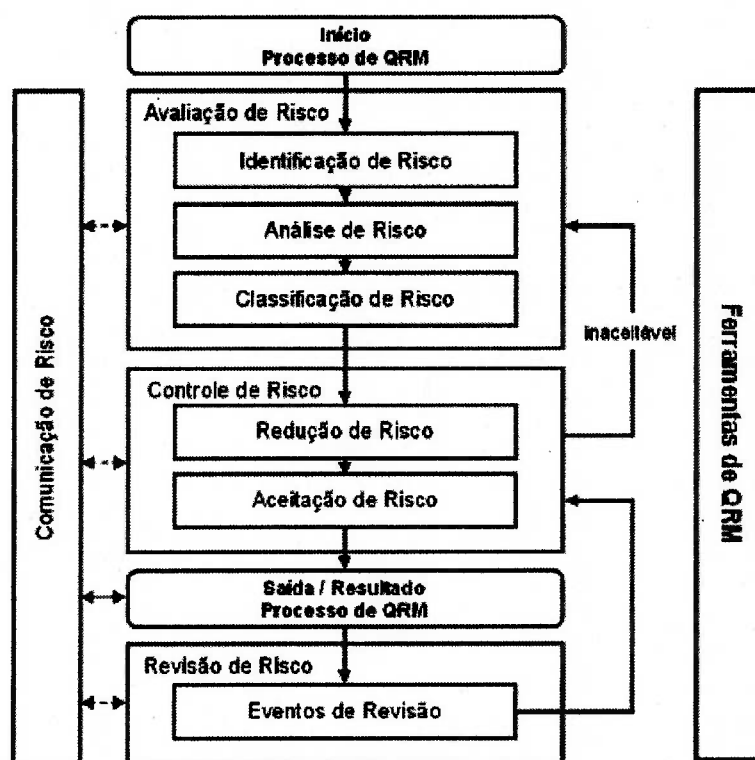 Início
Processo de QRM
Avaliação de Risco
Identificação de Risco
Análise de Risco
Classificação de Risco
inaceitável
Controle de Risco
Redução de Risco
Aceitação de Risco
Saída / Resultado
Processo de QRM
Revisão de Risco
Eventos de Revisão
Comunicação de Risco
Ferramentas de QRM